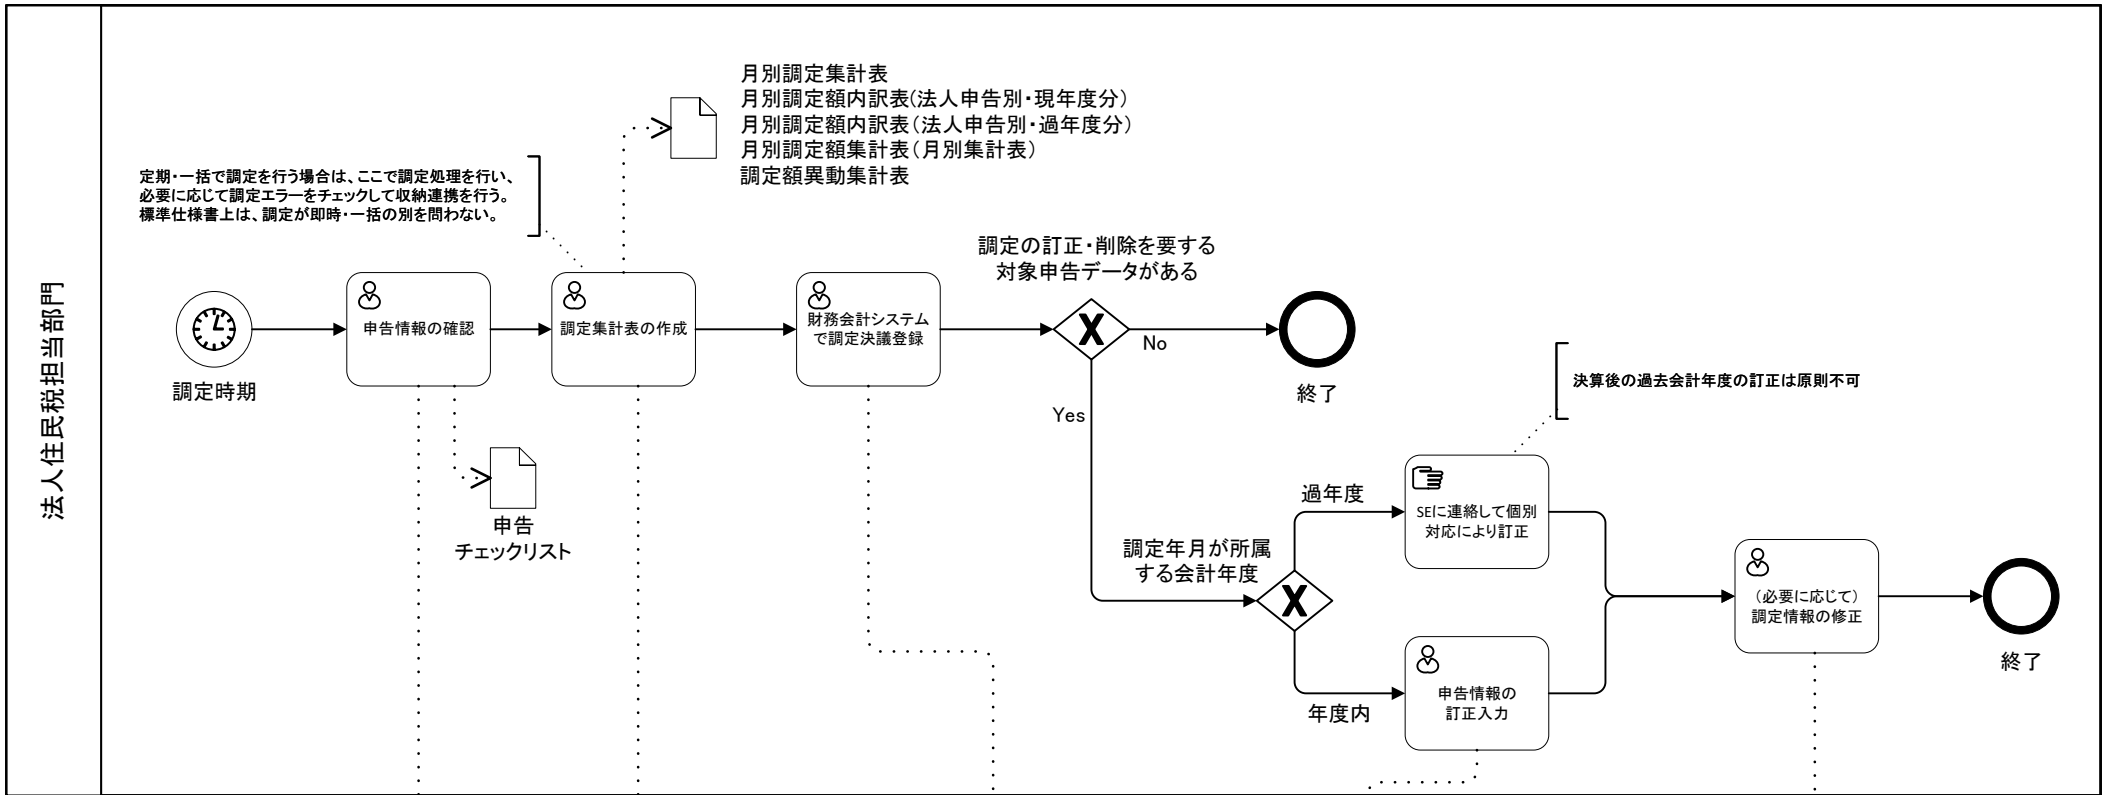 法人住民税担当部門
月別調定集計表
月別調定額内訳表(法人申告別・現年度分)
月別調定額内訳表(法人申告別・過年度分)
月別調定額集計表(月別集計表)
調定額異動集計表
定期・一括で調定を行う場合は、ここで調定処理を行い、
必要に応じて調定エラーをチェックして収納連携を行う。
標準仕様書上は、調定が即時・一括の別を問わない。
調定時期
申告情報の確認
調定集計表の作成
財務会計システム
で調定決議登録
調定の訂正・削除を要する
対象申告データがある
No
終了
Yes
申告
チェックリスト
決算後の過去会計年度の訂正は原則不可
調定年月が所属
する会計年度
過年度
SEに連絡して個別
対応により訂正
年度内
申告情報の
訂正入力
(必要に応じて)
調定情報の修正
終了